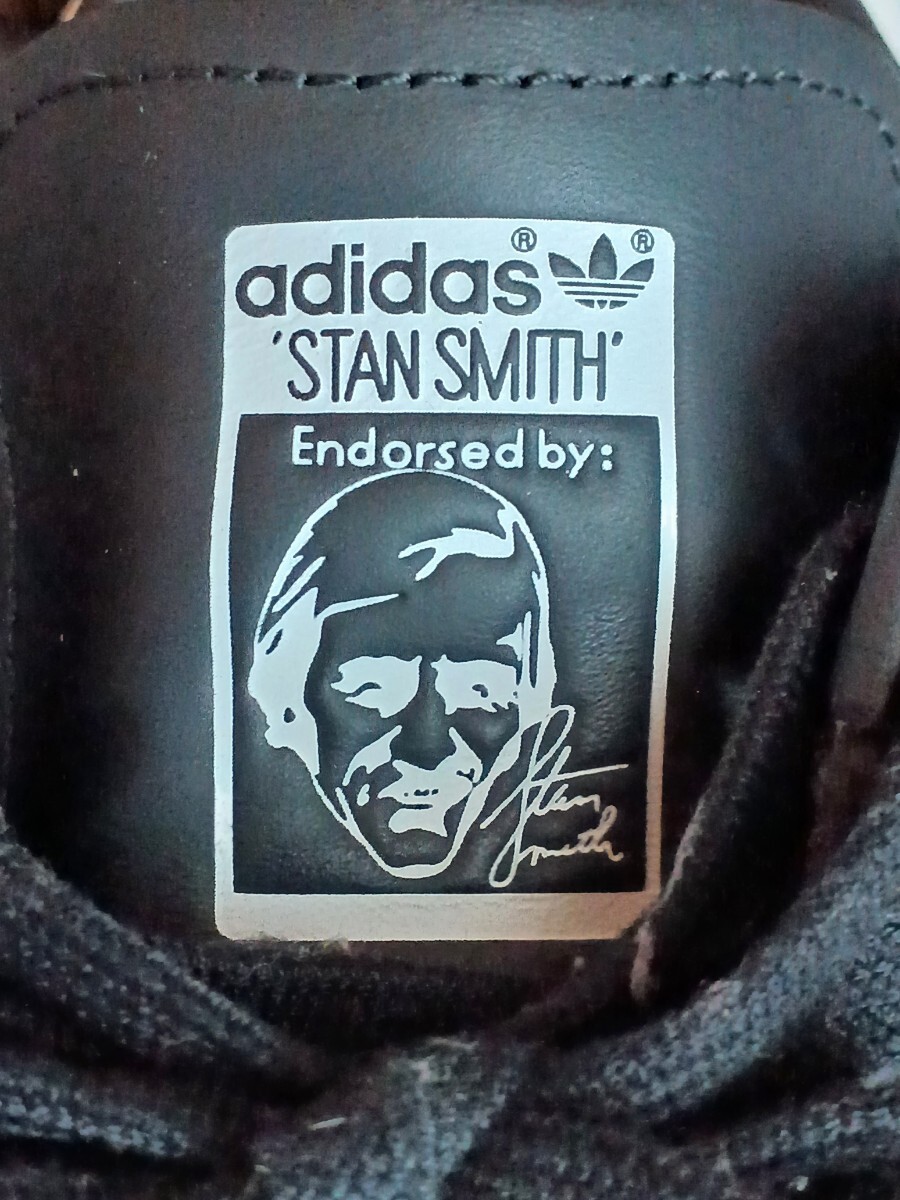 adidas® ®
'STAN SMITH'
Endorsed by:
Stan
Smith